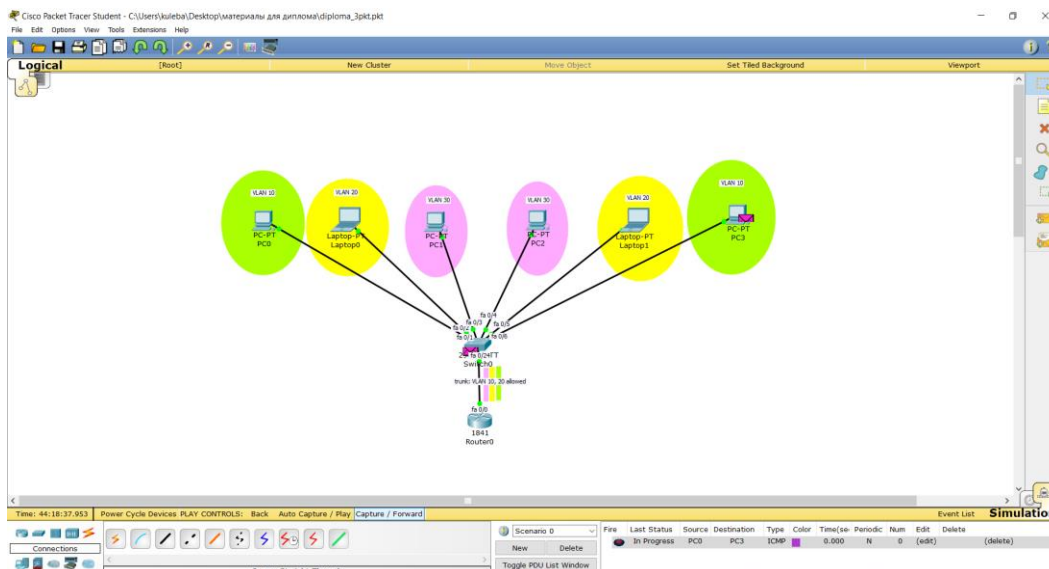 Cisco Packet Tracer Student - C:\Users\kuleba\Desktop\материалы для диплома\diploma_3pkt.pkt
File Edit Options View Tools Extensions Help
Logical [Root] New Cluster Move Object Set Tiled Background Viewport
VLAN 10
VLAN 20
VLAN 30
VLAN 30
VLAN 20
VLAN 10
PC-PT
PC0
Laptop-PT
Laptop0
PC-PT
PC1
PC-PT
PC2
Laptop-PT
Laptop1
PC-PT
PC3
fa 0/4
fa 0/3
fa 0/5
fa 0/2
fa 0/1
fa 0/6
fa 0/24
Switch0
trunk: VLAN 10, 20 allowed
fa 0/0
1841
Router0
Time: 44:18:37.953 Power Cycle Devices PLAY CONTROLS: Back Auto Capture / Play Capture / Forward Event List Simulatio
Connections
Scenario 0
New Delete
Toggle PDU List Window
Fire Last Status Source Destination Type Color Time(se Periodic Num Edit Delete
In Progress PC0 PC3 ICMP 0.000 N 0 (edit) (delete)